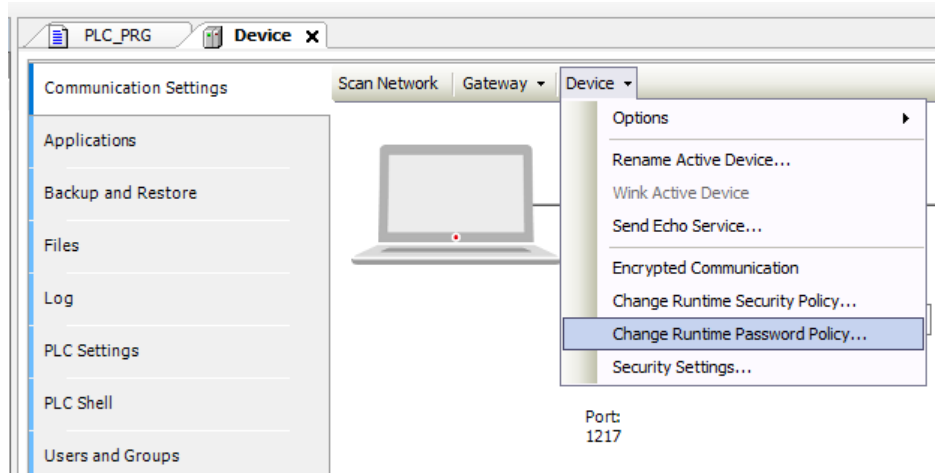 PLC_PRG
Device
Communication Settings
Applications
Backup and Restore
Files
Log
PLC Settings
PLC Shell
Users and Groups
Scan Network
Gateway
Device
Options
Rename Active Device...
Wink Active Device
Send Echo Service...
Encrypted Communication
Change Runtime Security Policy...
Change Runtime Password Policy...
Security Settings...
Port:
1217